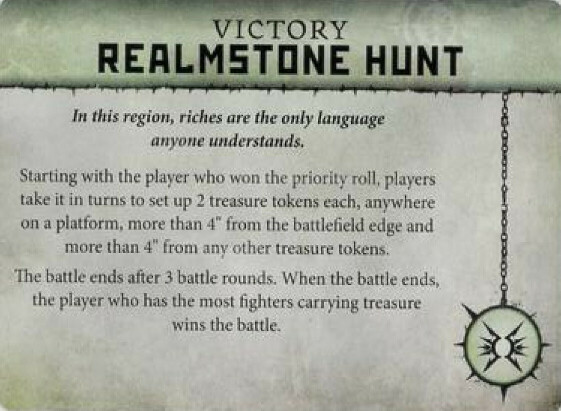 VICTORY
REALMSTONE HUNT
In this region, riches are the only language
anyone understands.
Starting with the player who won the priority roll, players
take it in turns to set up 2 treasure tokens each, anywhere
on a platform, more than 4" from the battlefield edge and
more than 4" from any other treasure tokens.
The battle ends after 3 battle rounds. When the battle ends,
the player who has the most fighters carrying treasure
wins the battle.